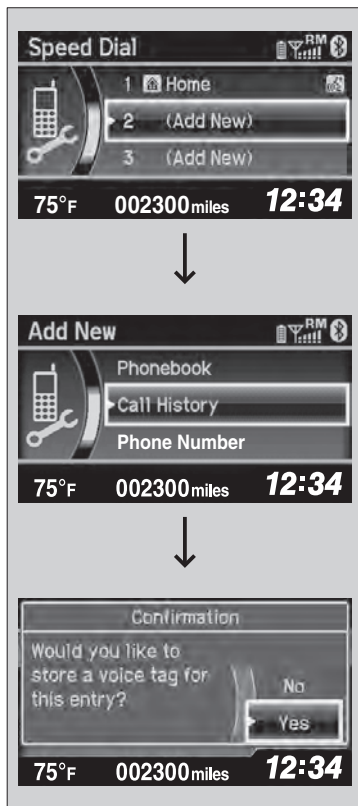 Speed Dial RM
1 Home
2 (Add New)
3 (Add New)
75°F 002300 miles 12:34
Add New RM
Phonebook
Call History
Phone Number
75°F 002300 miles 12:34
Confirmation
Would you like to
store a voice tag for
this entry?
No
Yes
75°F 002300 miles 12:34